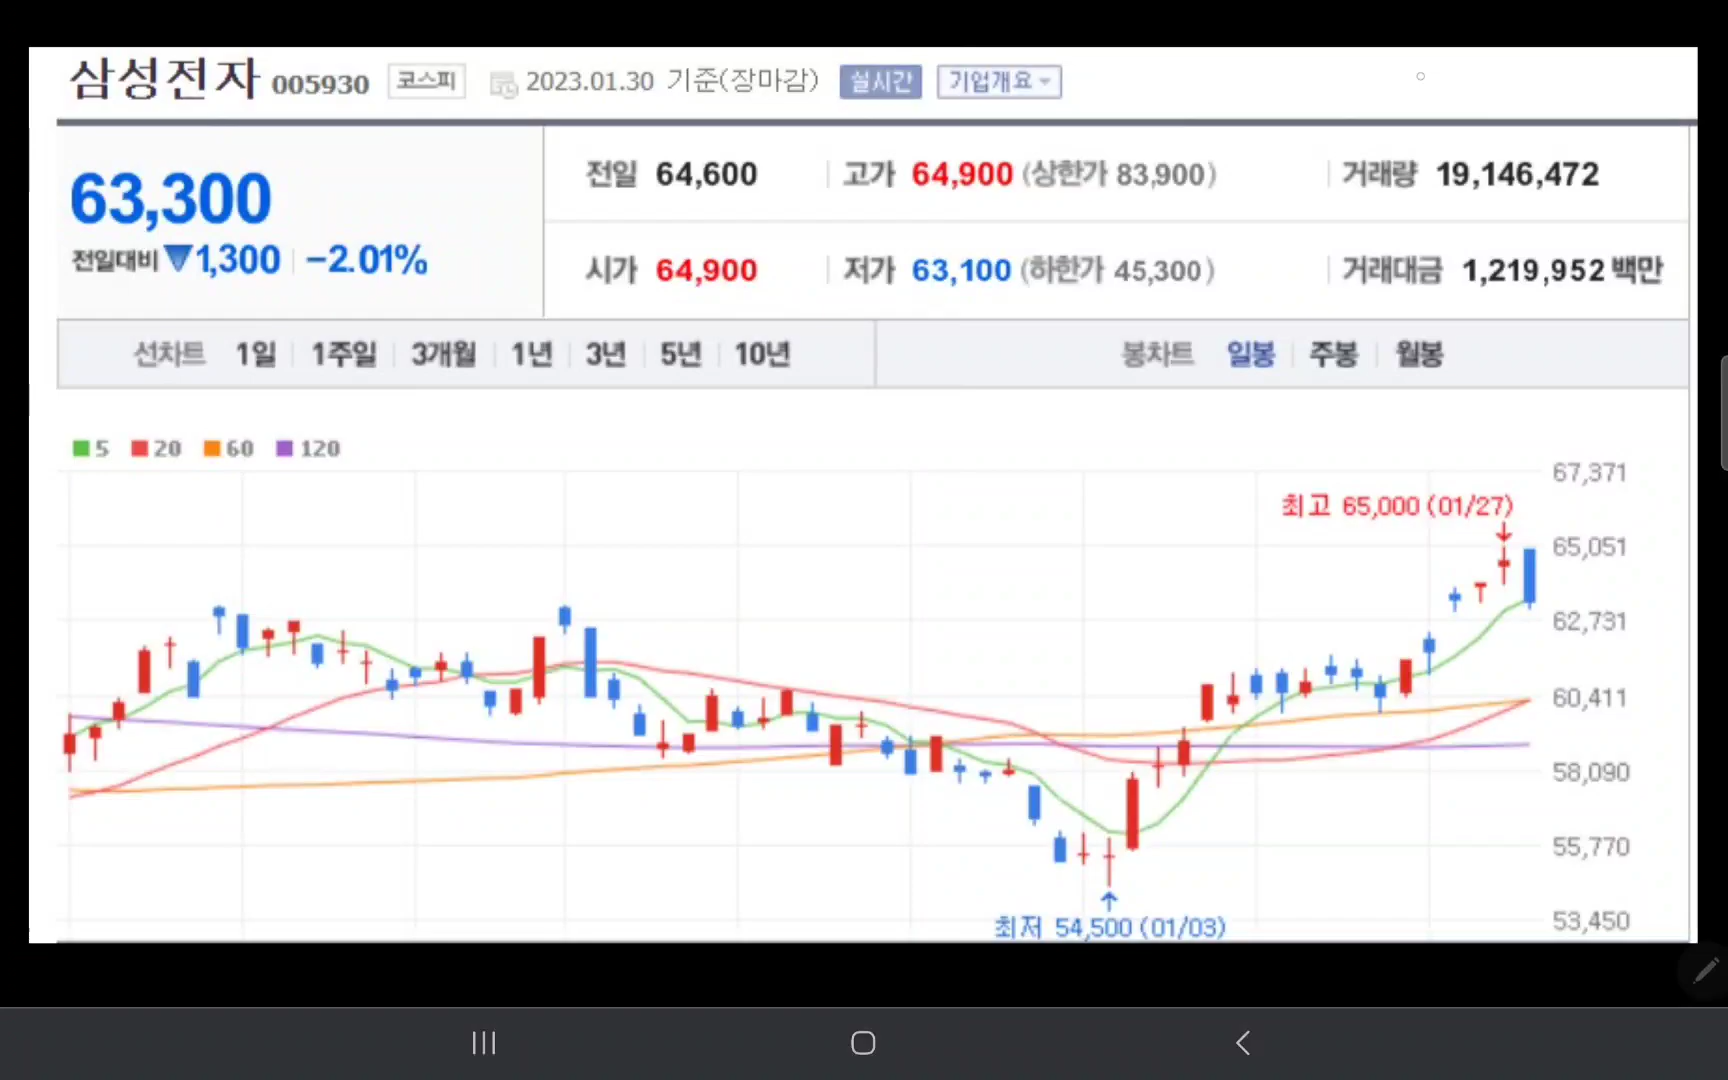 삼성전자 005930 코스피 2023.01.30 기준(장마감) 실시간 기업개요
63,300
전일대비 ▼1,300 -2.01%
전일 64,600 고가 64,900 (상한가 83,900) 거래량 19,146,472
시가 64,900 저가 63,100 (하한가 45,300) 거래대금 1,219,952 백만
선차트 1일 1주일 3개월 1년 3년 5년 10년 봉차트 일봉 주봉 월봉
5 20 60 120
67,371
최고 65,000 (01/27)
65,051
62,731
60,411
58,090
55,770
53,450
최저 54,500 (01/03)